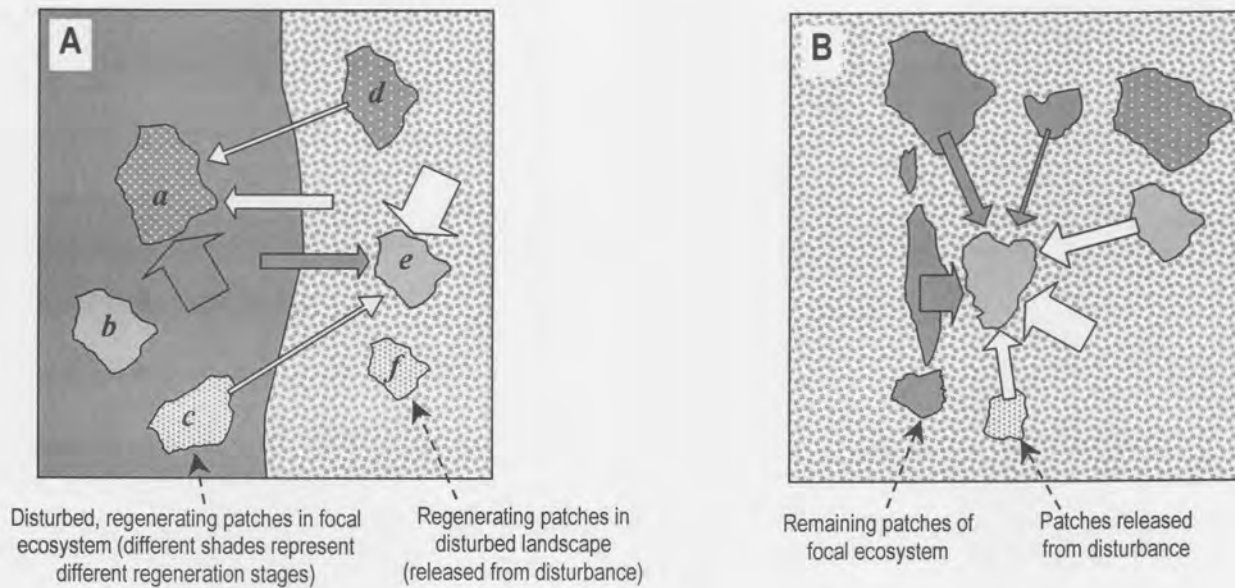 A
B
d
a
e
b
f
c
Disturbed, regenerating patches in focal
ecosystem (different shades represent
different regeneration stages)
Regenerating patches in
disturbed landscape
(released from disturbance)
Remaining patches of
focal ecosystem
Patches released
from disturbance